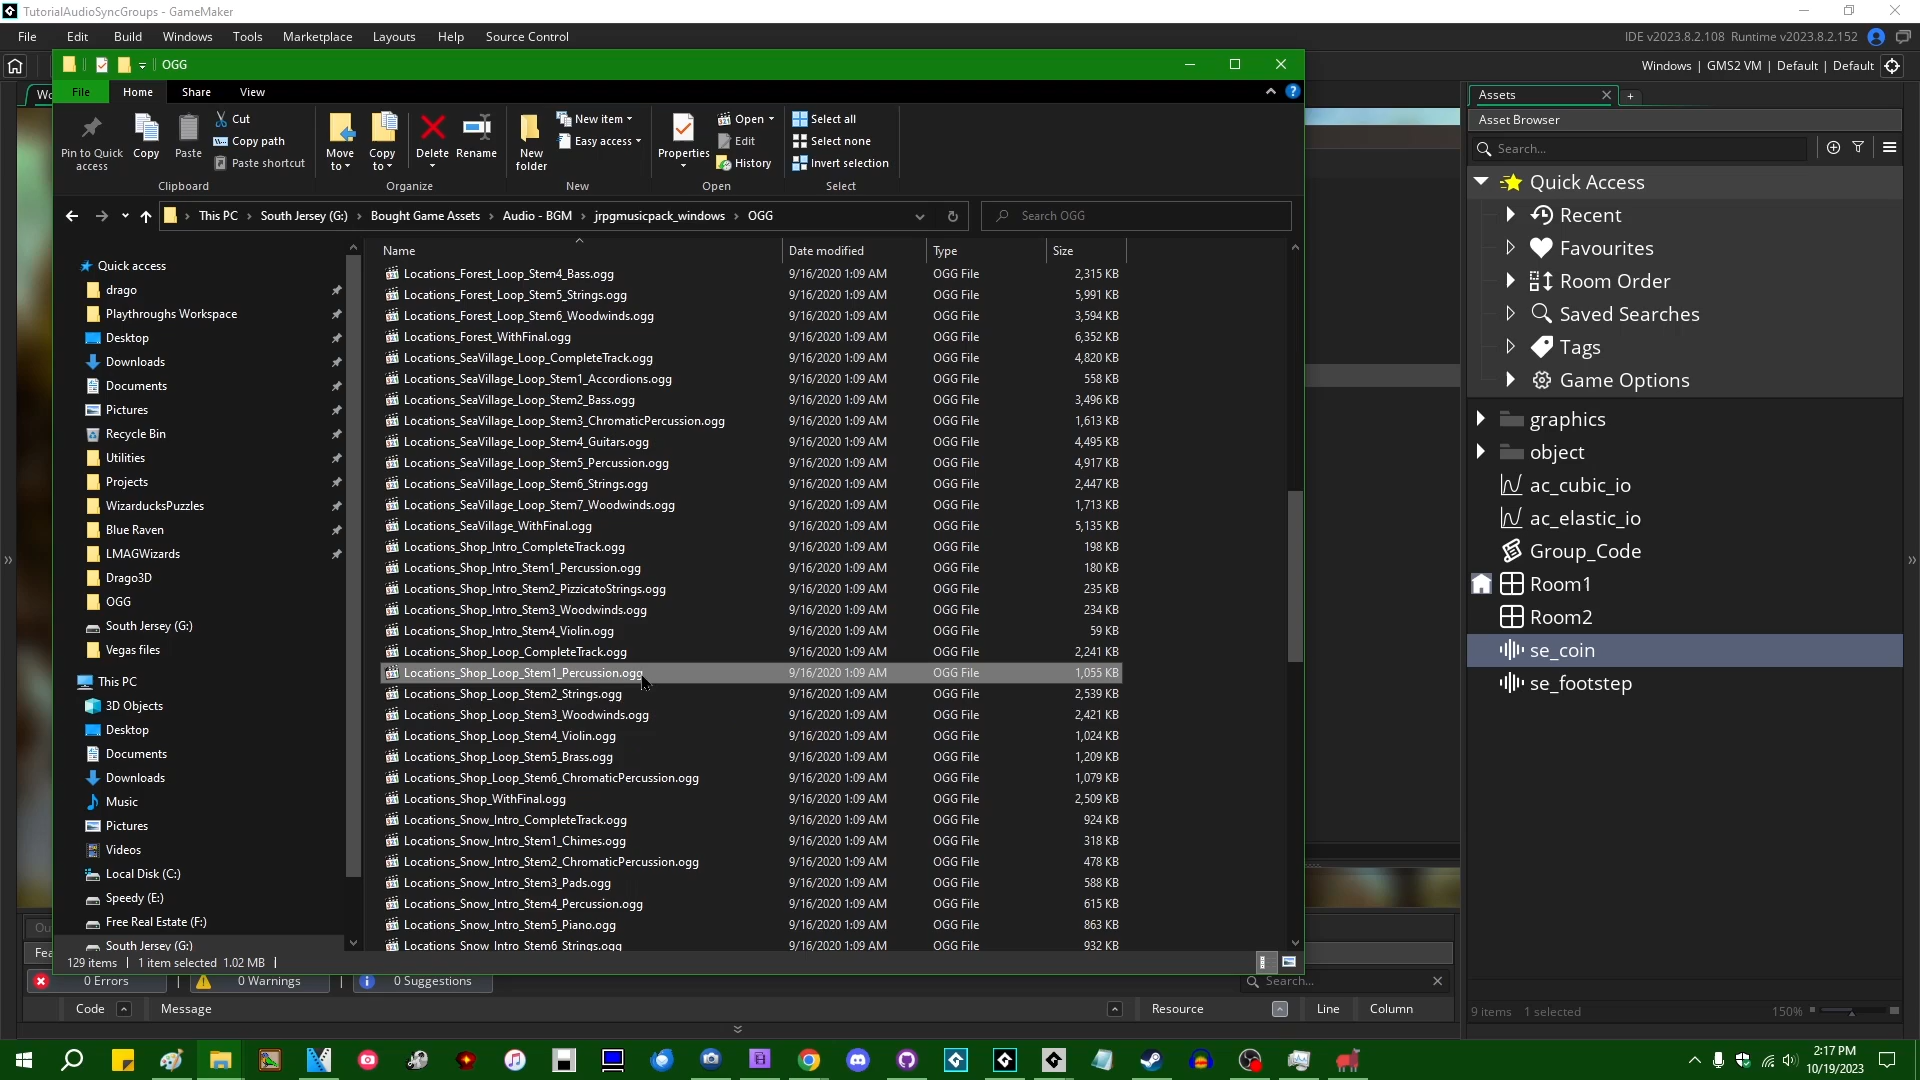 TutorialAudioSyncGroups - GameMaker
File Edit Build Windows Tools Marketplace Layouts Help Source Control
IDE v2023.8.2.108 Runtime v2023.8.2.152
Windows | GMS2 VM | Default | Default
OGG
File Home Share View
Pin to Quick access
Copy
Paste
Cut
Copy path
Paste shortcut
Clipboard
Move to
Copy to
Delete
Rename
Organize
New folder
New item
Easy access
New
Properties
Open
Edit
History
Open
Select all
Select none
Invert selection
Select
This PC > South Jersey (G:) > Bought Game Assets > Audio - BGM > jrpgmusicpack_windows > OGG
Search OGG
Quick access
drago
Playthroughs Workspace
Desktop
Downloads
Documents
Pictures
Recycle Bin
Utilities
Projects
WizarducksPuzzles
Blue Raven
LMAGWizards
Drago3D
OGG
South Jersey (G:)
Vegas files
This PC
3D Objects
Desktop
Documents
Downloads
Music
Pictures
Videos
Local Disk (C:)
Speedy (E:)
Free Real Estate (F:)
South Jersey (G:)
Name Date modified Type Size
Locations_Forest_Loop_Stem4_Bass.ogg 9/16/2020 1:09 AM OGG File 2,315 KB
Locations_Forest_Loop_Stem5_Strings.ogg 9/16/2020 1:09 AM OGG File 5,991 KB
Locations_Forest_Loop_Stem6_Woodwinds.ogg 9/16/2020 1:09 AM OGG File 3,594 KB
Locations_Forest_WithFinal.ogg 9/16/2020 1:09 AM OGG File 6,352 KB
Locations_SeaVillage_Loop_CompleteTrack.ogg 9/16/2020 1:09 AM OGG File 4,820 KB
Locations_SeaVillage_Loop_Stem1_Accordions.ogg 9/16/2020 1:09 AM OGG File 558 KB
Locations_SeaVillage_Loop_Stem2_Bass.ogg 9/16/2020 1:09 AM OGG File 3,496 KB
Locations_SeaVillage_Loop_Stem3_ChromaticPercussion.ogg 9/16/2020 1:09 AM OGG File 1,613 KB
Locations_SeaVillage_Loop_Stem4_Guitars.ogg 9/16/2020 1:09 AM OGG File 4,495 KB
Locations_SeaVillage_Loop_Stem5_Percussion.ogg 9/16/2020 1:09 AM OGG File 4,917 KB
Locations_SeaVillage_Loop_Stem6_Strings.ogg 9/16/2020 1:09 AM OGG File 2,447 KB
Locations_SeaVillage_Loop_Stem7_Woodwinds.ogg 9/16/2020 1:09 AM OGG File 1,713 KB
Locations_SeaVillage_WithFinal.ogg 9/16/2020 1:09 AM OGG File 5,135 KB
Locations_Shop_Intro_CompleteTrack.ogg 9/16/2020 1:09 AM OGG File 198 KB
Locations_Shop_Intro_Stem1_Percussion.ogg 9/16/2020 1:09 AM OGG File 180 KB
Locations_Shop_Intro_Stem2_PizzicatoStrings.ogg 9/16/2020 1:09 AM OGG File 235 KB
Locations_Shop_Intro_Stem3_Woodwinds.ogg 9/16/2020 1:09 AM OGG File 234 KB
Locations_Shop_Intro_Stem4_Violin.ogg 9/16/2020 1:09 AM OGG File 59 KB
Locations_Shop_Loop_CompleteTrack.ogg 9/16/2020 1:09 AM OGG File 2,241 KB
Locations_Shop_Loop_Stem1_Percussion.ogg 9/16/2020 1:09 AM OGG File 1,055 KB
Locations_Shop_Loop_Stem2_Strings.ogg 9/16/2020 1:09 AM OGG File 2,539 KB
Locations_Shop_Loop_Stem3_Woodwinds.ogg 9/16/2020 1:09 AM OGG File 2,421 KB
Locations_Shop_Loop_Stem4_Violin.ogg 9/16/2020 1:09 AM OGG File 1,024 KB
Locations_Shop_Loop_Stem5_Brass.ogg 9/16/2020 1:09 AM OGG File 1,209 KB
Locations_Shop_Loop_Stem6_ChromaticPercussion.ogg 9/16/2020 1:09 AM OGG File 1,079 KB
Locations_Shop_WithFinal.ogg 9/16/2020 1:09 AM OGG File 2,509 KB
Locations_Snow_Intro_CompleteTrack.ogg 9/16/2020 1:09 AM OGG File 924 KB
Locations_Snow_Intro_Stem1_Chimes.ogg 9/16/2020 1:09 AM OGG File 318 KB
Locations_Snow_Intro_Stem2_ChromaticPercussion.ogg 9/16/2020 1:09 AM OGG File 478 KB
Locations_Snow_Intro_Stem3_Pads.ogg 9/16/2020 1:09 AM OGG File 588 KB
Locations_Snow_Intro_Stem4_Percussion.ogg 9/16/2020 1:09 AM OGG File 615 KB
Locations_Snow_Intro_Stem5_Piano.ogg 9/16/2020 1:09 AM OGG File 863 KB
Locations_Snow_Intro_Stem6_Strings.ogg 9/16/2020 1:09 AM OGG File 932 KB
129 items | 1 item selected 1.02 MB |
0 Errors | 0 Warnings | 0 Suggestions
Search...
Code Message Resource Line Column
Assets
Asset Browser
Search...
Quick Access
Recent
Favourites
Room Order
Saved Searches
Tags
Game Options
graphics
object
ac_cubic_io
ac_elastic_io
Group_Code
Room1
Room2
se_coin
se_footstep
9 items 1 selected 150%
2:17 PM
10/19/2023